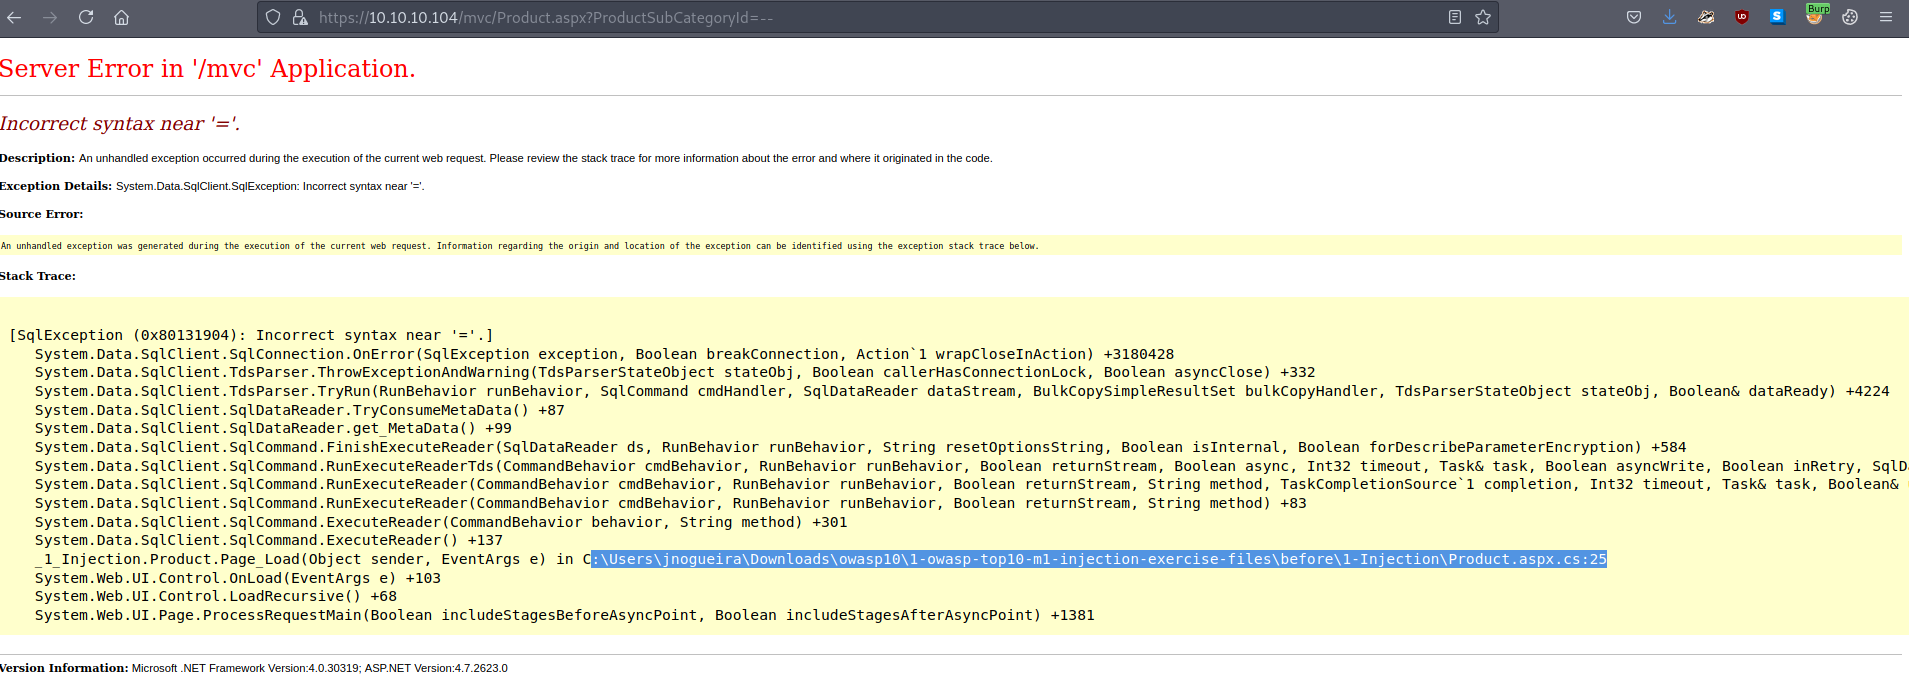 https://10.10.10.104/mvc/Product.aspx?ProductSubCategoryId=--
Burp
UD
S
Server Error in '/mvc' Application.
Incorrect syntax near '='.
Description: An unhandled exception occurred during the execution of the current web request. Please review the stack trace for more information about the error and where it originated in the code.
Exception Details: System.Data.SqlClient.SqlException: Incorrect syntax near '='.
Source Error:
An unhandled exception was generated during the execution of the current web request. Information regarding the origin and location of the exception can be identified using the exception stack trace below.
Stack Trace:
[SqlException (0x80131904): Incorrect syntax near '='.]
System.Data.SqlClient.SqlConnection.OnError(SqlException exception, Boolean breakConnection, Action`1 wrapCloseInAction) +3180428
System.Data.SqlClient.TdsParser.ThrowExceptionAndWarning(TdsParserStateObject stateObj, Boolean callerHasConnectionLock, Boolean asyncClose) +332
System.Data.SqlClient.TdsParser.TryRun(RunBehavior runBehavior, SqlCommand cmdHandler, SqlDataReader dataStream, BulkCopySimpleResultSet bulkCopyHandler, TdsParserStateObject stateObj, Boolean& dataReady) +4224
System.Data.SqlClient.SqlDataReader.TryConsumeMetaData() +87
System.Data.SqlClient.SqlDataReader.get_MetaData() +99
System.Data.SqlClient.SqlCommand.FinishExecuteReader(SqlDataReader ds, RunBehavior runBehavior, String resetOptionsString, Boolean isInternal, Boolean forDescribeParameterEncryption) +584
System.Data.SqlClient.SqlCommand.RunExecuteReaderTds(CommandBehavior cmdBehavior, RunBehavior runBehavior, Boolean returnStream, Boolean async, Int32 timeout, Task& task, Boolean asyncWrite, Boolean inRetry, SqlD
System.Data.SqlClient.SqlCommand.RunExecuteReader(CommandBehavior cmdBehavior, RunBehavior runBehavior, Boolean returnStream, String method, TaskCompletionSource`1 completion, Int32 timeout, Task& task, Boolean&
System.Data.SqlClient.SqlCommand.RunExecuteReader(CommandBehavior cmdBehavior, RunBehavior runBehavior, Boolean returnStream, String method) +83
System.Data.SqlClient.SqlCommand.ExecuteReader(CommandBehavior behavior, String method) +301
System.Data.SqlClient.SqlCommand.ExecuteReader() +137
_1_Injection.Product.Page_Load(Object sender, EventArgs e) in C:\Users\jnogueira\Downloads\owasp10\1-owasp-top10-m1-injection-exercise-files\before\1-Injection\Product.aspx.cs:25
System.Web.UI.Control.OnLoad(EventArgs e) +103
System.Web.UI.Control.LoadRecursive() +68
System.Web.UI.Page.ProcessRequestMain(Boolean includeStagesBeforeAsyncPoint, Boolean includeStagesAfterAsyncPoint) +1381
Version Information: Microsoft .NET Framework Version:4.0.30319; ASP.NET Version:4.7.2623.0